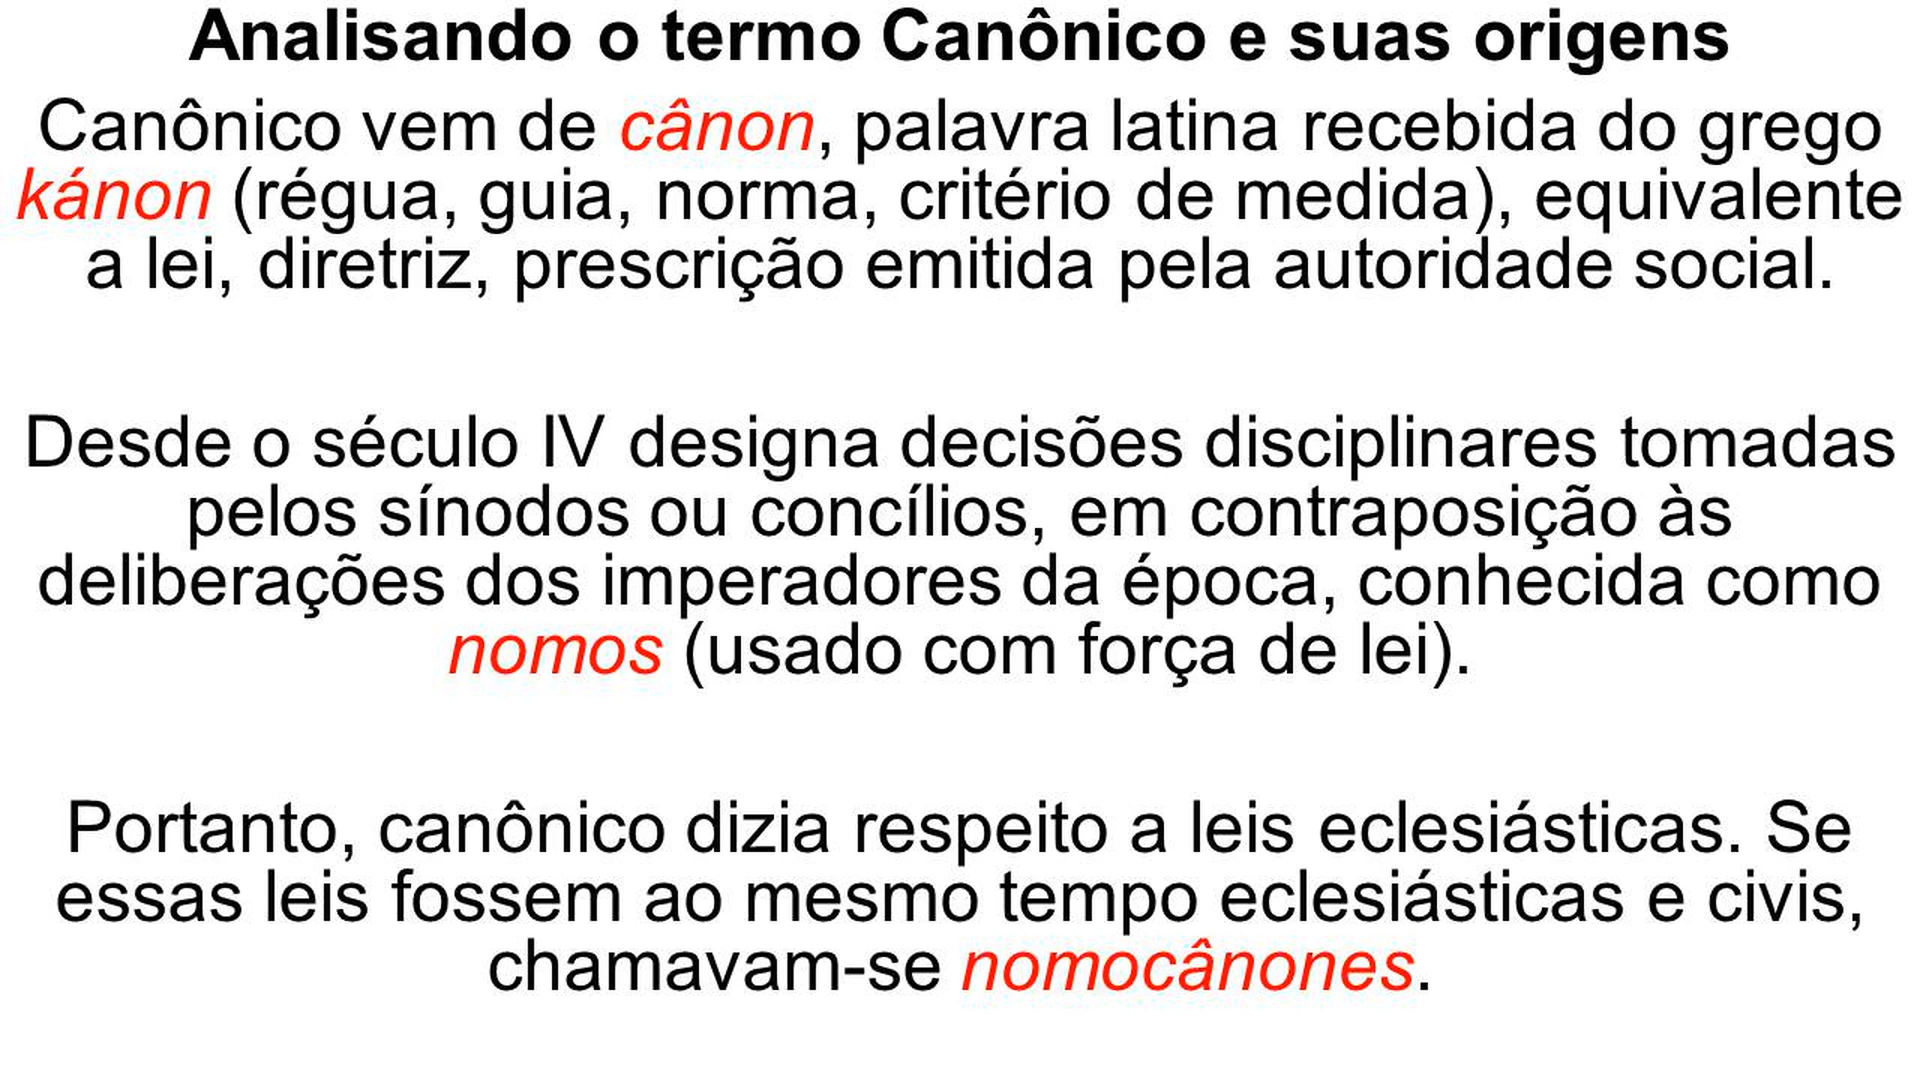 Analisando o termo Canônico e suas origens
Canônico vem de cânon, palavra latina recebida do grego
kánon (régua, guia, norma, critério de medida), equivalente
a lei, diretriz, prescrição emitida pela autoridade social.
Desde o século IV designa decisões disciplinares tomadas
pelos sínodos ou concílios, em contraposição às
deliberações dos imperadores da época, conhecida como
nomos (usado com força de lei).
Portanto, canônico dizia respeito a leis eclesiásticas. Se
essas leis fossem ao mesmo tempo eclesiásticas e civis,
chamavam-se nomocânones.